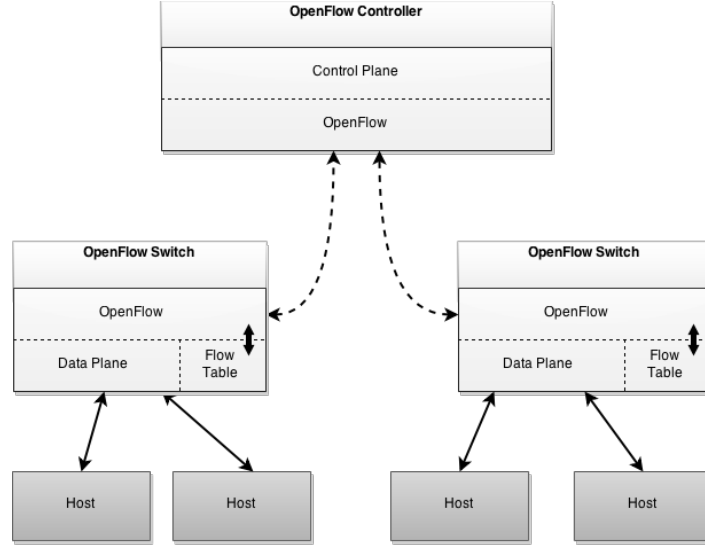 OpenFlow Controller
Control Plane
OpenFlow
OpenFlow Switch
OpenFlow
Data Plane
Flow
Table
OpenFlow Switch
OpenFlow
Data Plane
Flow
Table
Host
Host
Host
Host